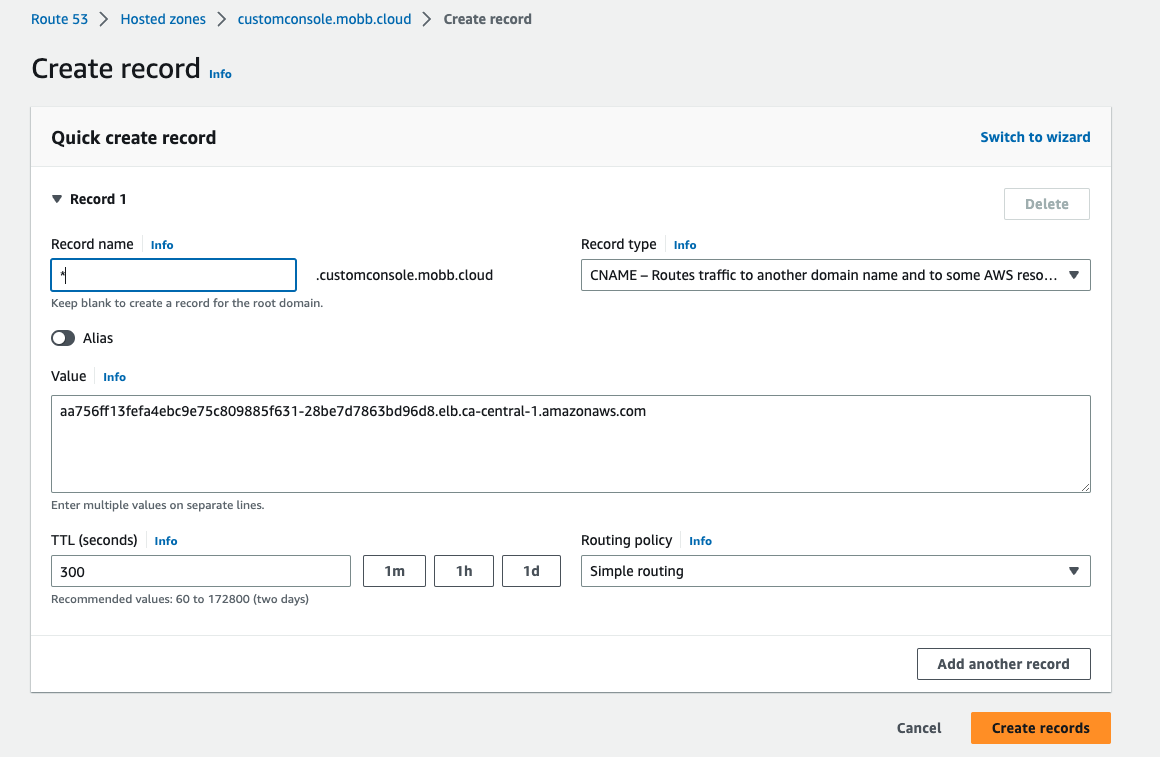 Route 53 > Hosted zones > customconsole.mobb.cloud > Create record
Create record Info
Quick create record Switch to wizard
Record 1 Delete
Record name Info Record type Info
* .customconsole.mobb.cloud CNAME – Routes traffic to another domain name and to some AWS reso...
Keep blank to create a record for the root domain.
Alias
Value Info
aa756ff13fefa4ebc9e75c809885f631-28be7d7863bd96d8.elb.ca-central-1.amazonaws.com
Enter multiple values on separate lines.
TTL (seconds) Info Routing policy Info
300 1m 1h 1d Simple routing
Recommended values: 60 to 172800 (two days)
Add another record
Cancel Create records